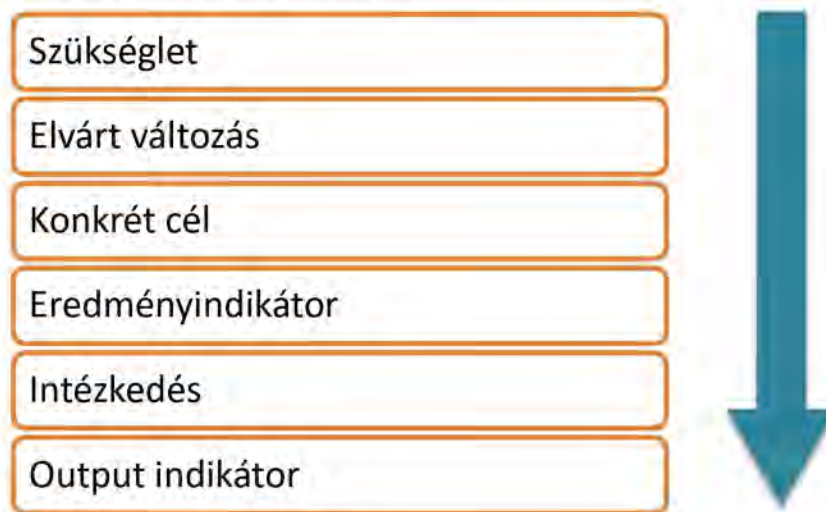 Szükséglet
Elvárt változás
Konkrét cél
Eredményindikátor
Intézkedés
Output indikátor